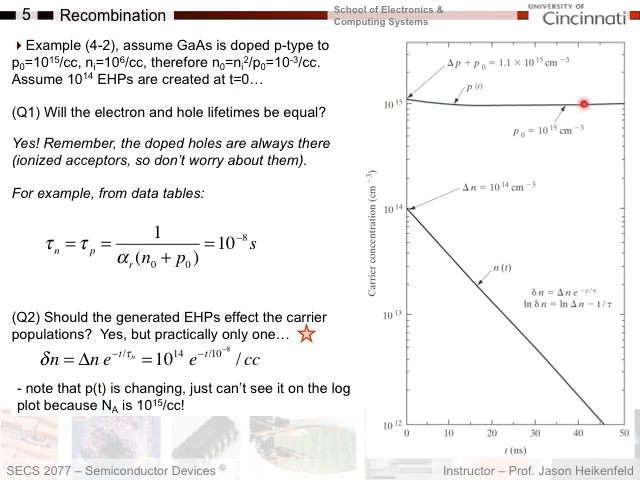 5 Recombination
School of Electronics &
Computing Systems
UNIVERSITY OF
Cincinnati
Example (4-2), assume GaAs is doped p-type to
p₀=10¹⁵/cc, nᵢ=10⁶/cc, therefore n₀=nᵢ²/p₀=10⁻³/cc.
Assume 10¹⁴ EHPs are created at t=0…
(Q1) Will the electron and hole lifetimes be equal?
Yes! Remember, the doped holes are always there
(ionized acceptors, so don't worry about them).
For example, from data tables:
τₙ = τₚ = 1 / αᵣ(n₀ + p₀) = 10⁻⁸ s
(Q2) Should the generated EHPs effect the carrier
populations? Yes, but practically only one…
δn = Δn e^(−t/τₙ) = 10¹⁴ e^(−t/10⁻⁸) / cc
- note that p(t) is changing, just can't see it on the log
plot because N_A is 10¹⁵/cc!
Δp + p₀ = 1.1 × 10¹⁵ cm⁻³
p (t)
10¹⁵
p₀ = 10¹⁵ cm⁻³
Carrier concentration (cm⁻³)
Δn = 10¹⁴ cm⁻³
10¹⁴
n (t)
δn = Δn e^(−t/τ)
ln δn = ln Δn − t/τ
10¹³
10¹²
0 10 20 30 40 50
t (ns)
SECS 2077 – Semiconductor Devices ©
Instructor – Prof. Jason Heikenfeld